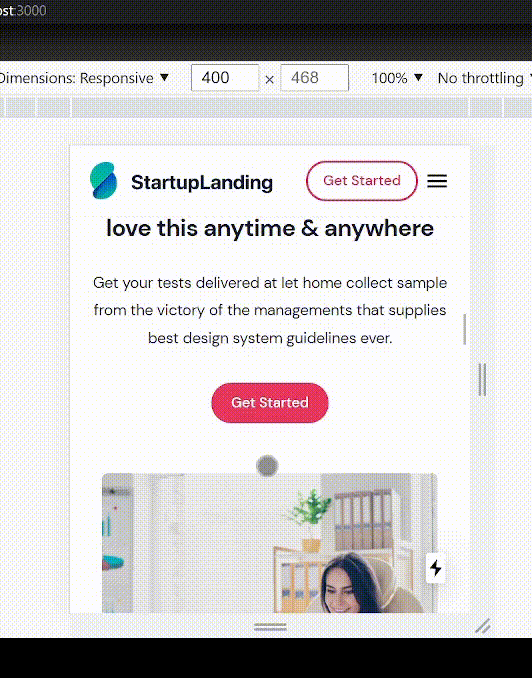 ost:3000
Dimensions: Responsive ▼ 400 × 468 100% ▼ No throttling
StartupLanding Get Started
love this anytime & anywhere
Get your tests delivered at let home collect sample
from the victory of the managements that supplies
best design system guidelines ever.
Get Started